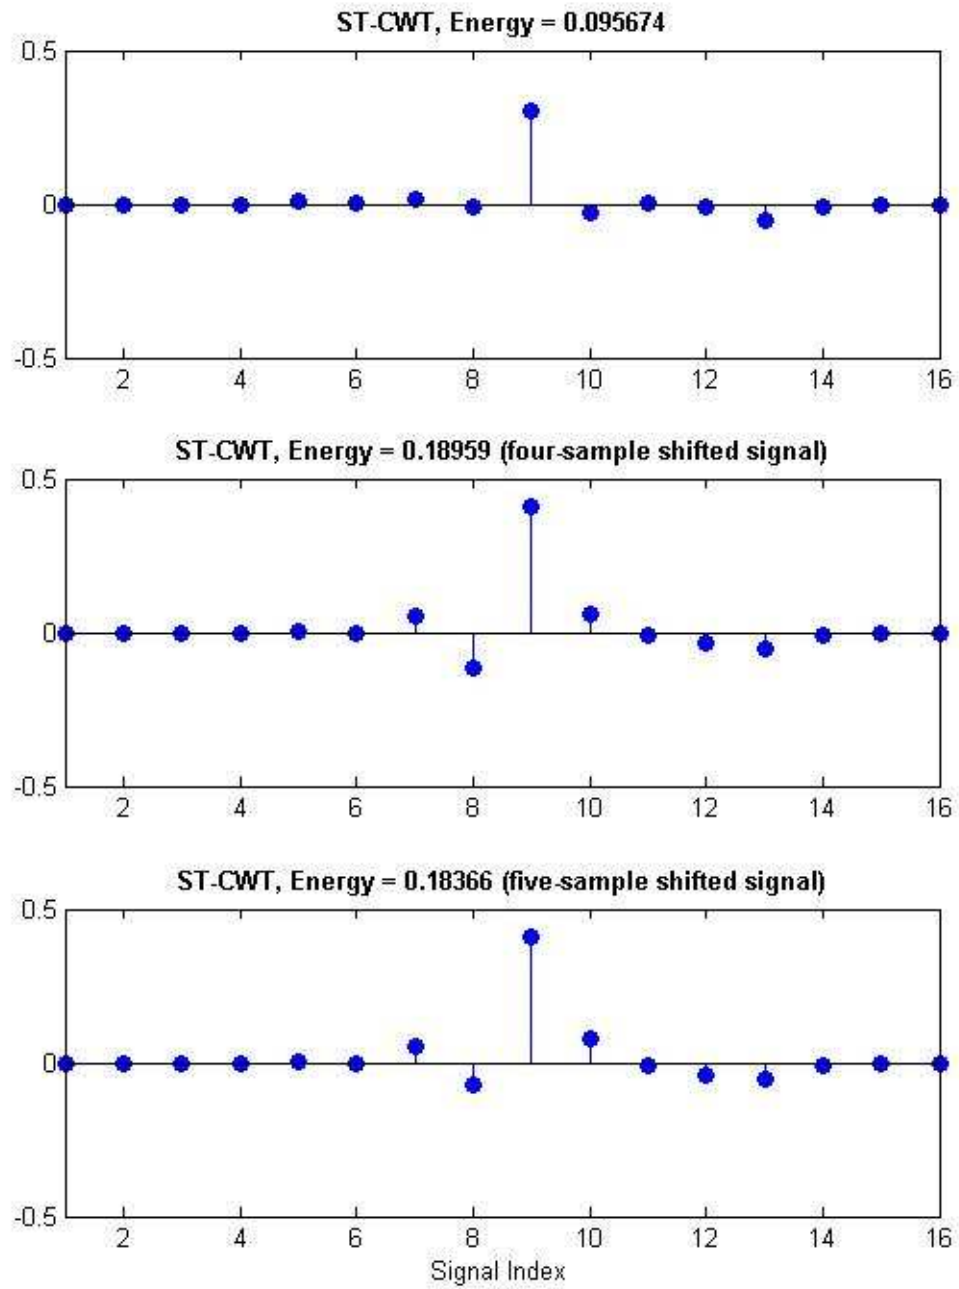 ST-CWT, Energy = 0.095674
0.5
0
-0.5
2 4 6 8 10 12 14 16
ST-CWT, Energy = 0.18959 (four-sample shifted signal)
0.5
0
-0.5
2 4 6 8 10 12 14 16
ST-CWT, Energy = 0.18366 (five-sample shifted signal)
0.5
0
-0.5
2 4 6 8 10 12 14 16
Signal Index